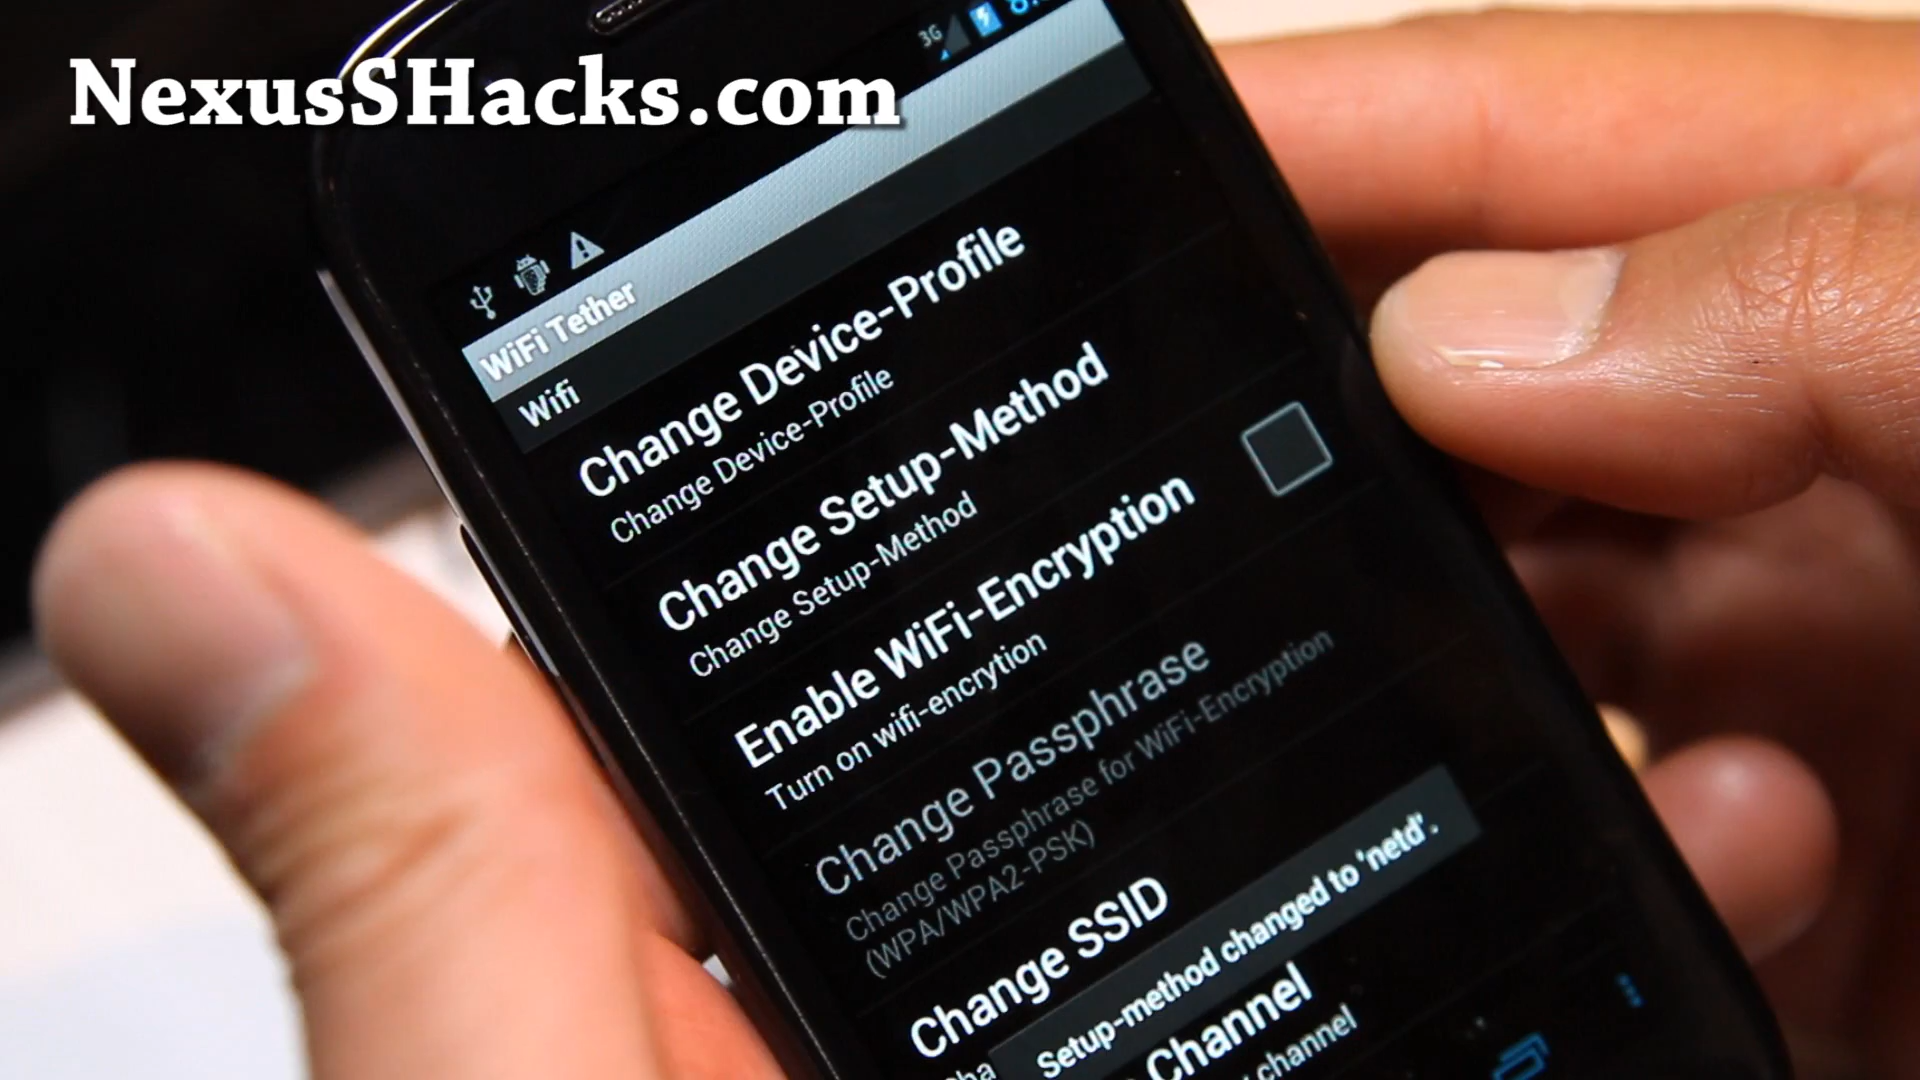 NexusSHacks.com
3G
WiFi Tether
Wifi
Change Device-Profile
Change Device-Profile
Change Setup-Method
Change Setup-Method
Enable WiFi-Encryption
Turn on wifi-encrytion
Change Passphrase
Change Passphrase for WiFi-Encryption
(WPA/WPA2-PSK)
Change SSID
Setup-method changed to 'netd'.
Channel
channel